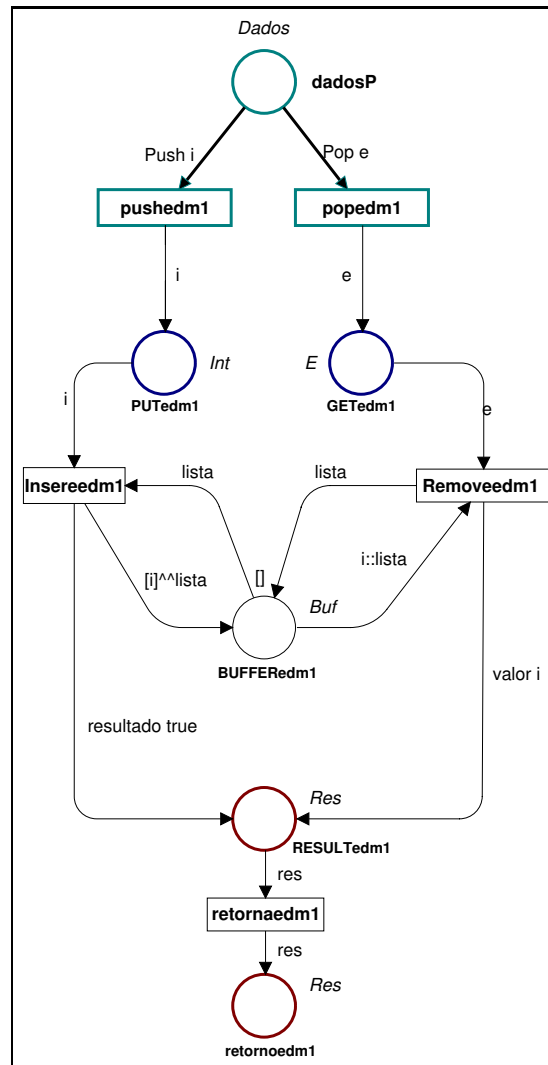 Dados
dadosP
Push i
Pop e
pushedm1
popedm1
i
e
Int
E
PUTedm1
GETedm1
i
e
lista
lista
Insereedm1
Removeedm1
[i]^^lista
[]
i::lista
Buf
BUFFERedm1
valor i
resultado true
Res
RESULTedm1
res
retornaedm1
res
Res
retornoedm1